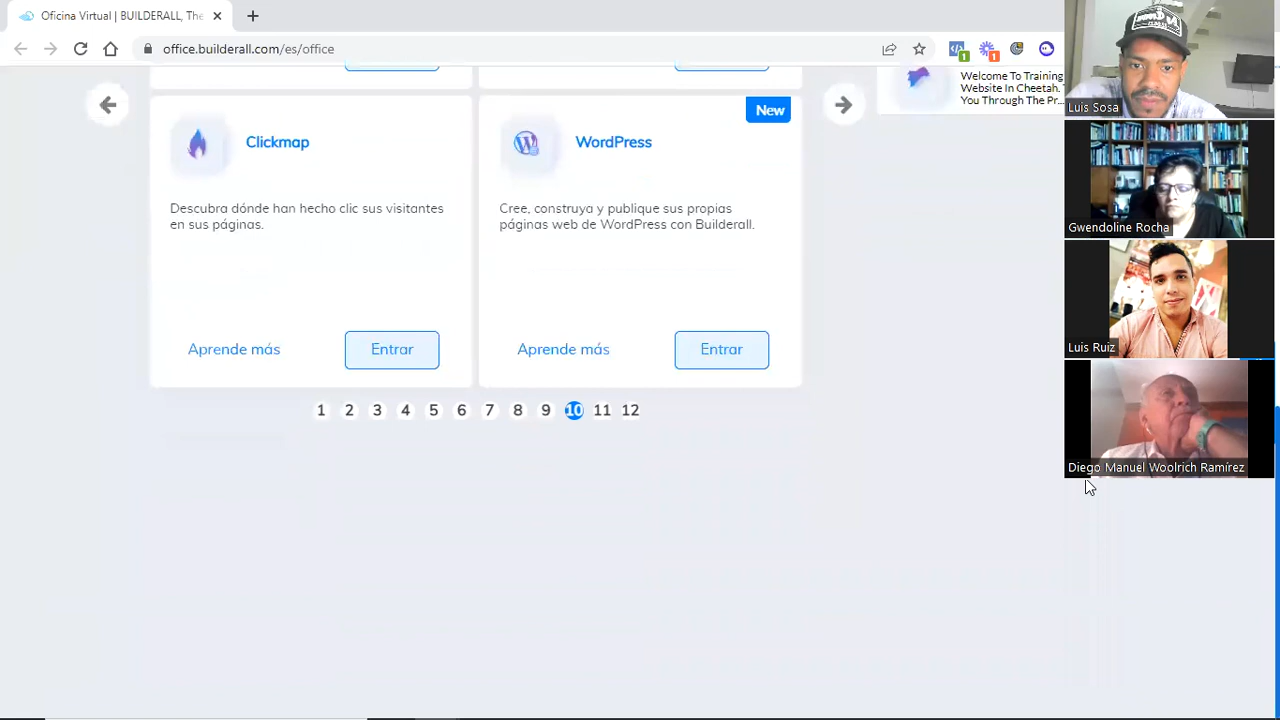 Oficina Virtual | BUILDERALL, The
office.builderall.com/es/office
1
1
Welcome To Training
Website In Cheetah.
You Through The Pr...
New
Clickmap
WordPress
Descubra dónde han hecho clic sus visitantes
en sus páginas.
Cree, construya y publique sus propias
páginas web de WordPress con Builderall.
Aprende más
Entrar
Aprende más
Entrar
1 2 3 4 5 6 7 8 9 10 11 12
Luis Sosa
Gwendoline Rocha
Luis Ruiz
Diego Manuel Woolrich Ramírez